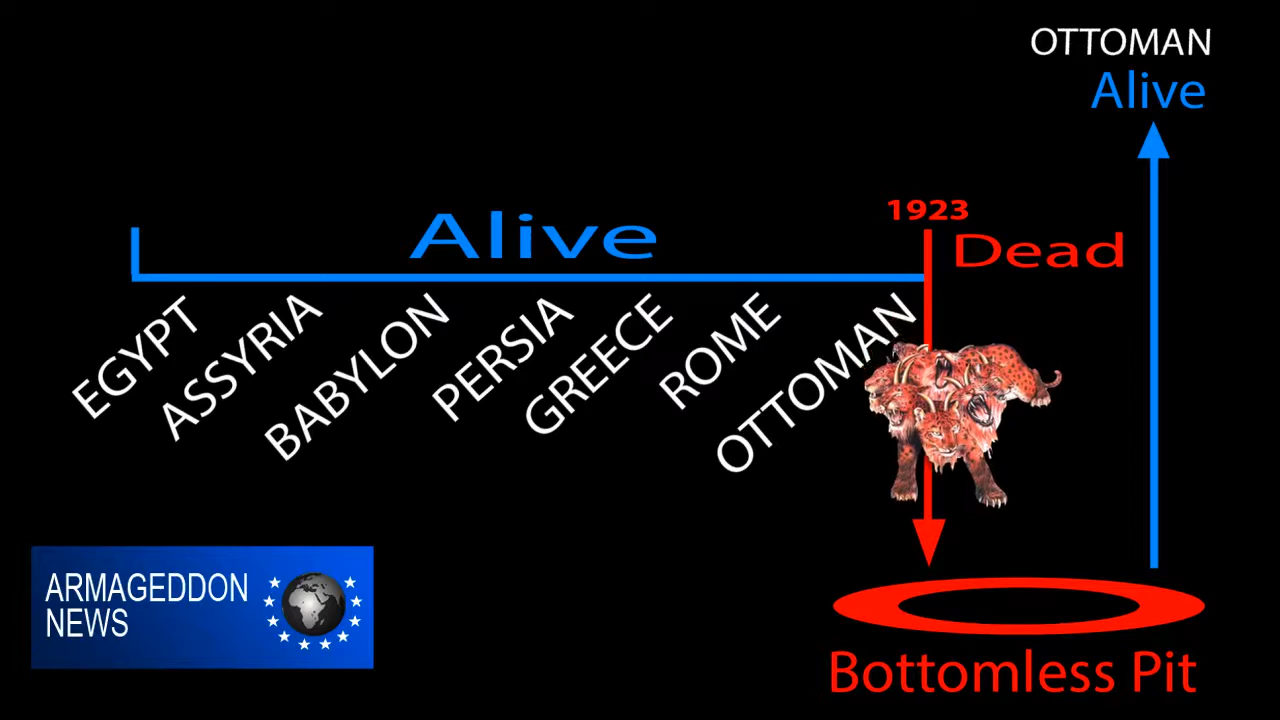 OTTOMAN
Alive
Alive
1923
Dead
EGYPT
ASSYRIA
BABYLON
PERSIA
GREECE
ROME
OTTOMAN
ARMAGEDDON
NEWS
Bottomless Pit